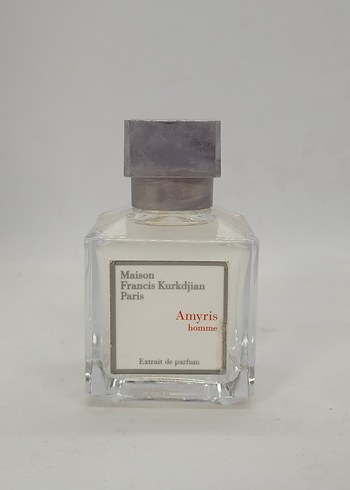 Maison
Francis Kurkdjian
Paris
Amyris
homme
Extrait de parfum